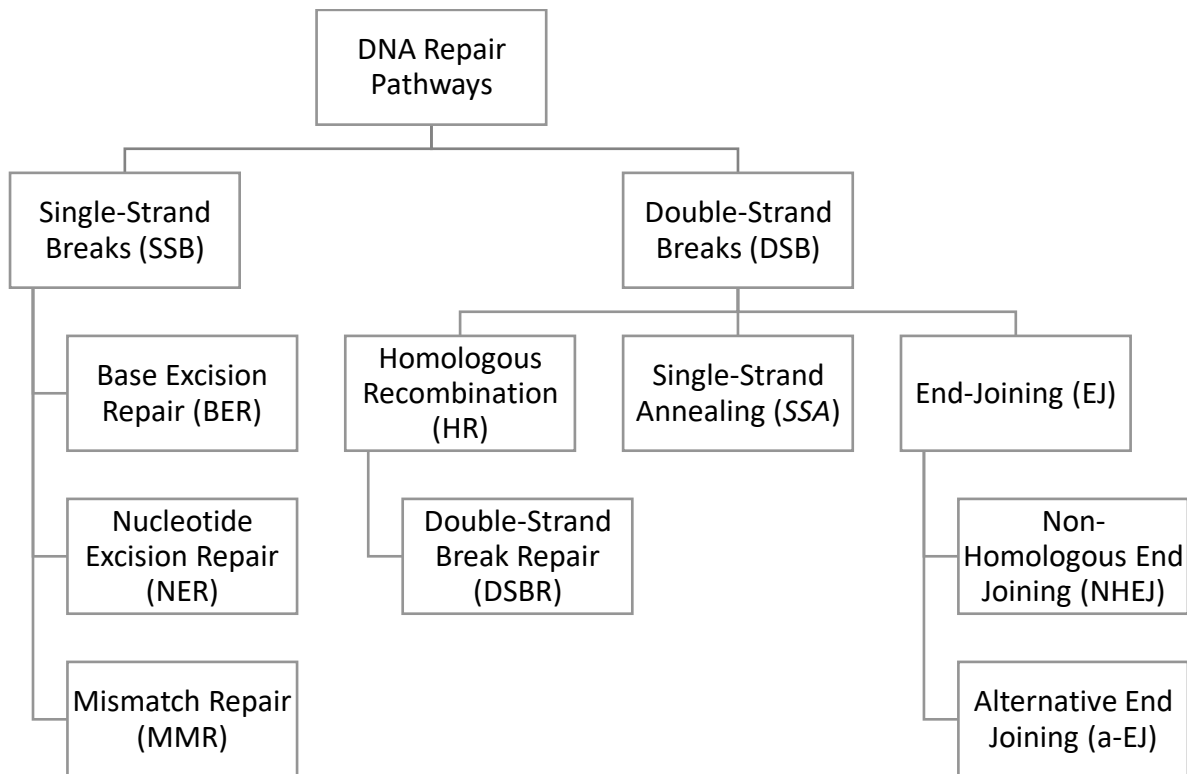 DNA Repair
Pathways
Single-Strand
Breaks (SSB)
Double-Strand
Breaks (DSB)
Base Excision
Repair (BER)
Nucleotide
Excision Repair
(NER)
Mismatch Repair
(MMR)
Homologous
Recombination
(HR)
Double-Strand
Break Repair
(DSBR)
Single-Strand
Annealing (SSA)
End-Joining (EJ)
Non-
Homologous End
Joining (NHEJ)
Alternative End
Joining (a-EJ)